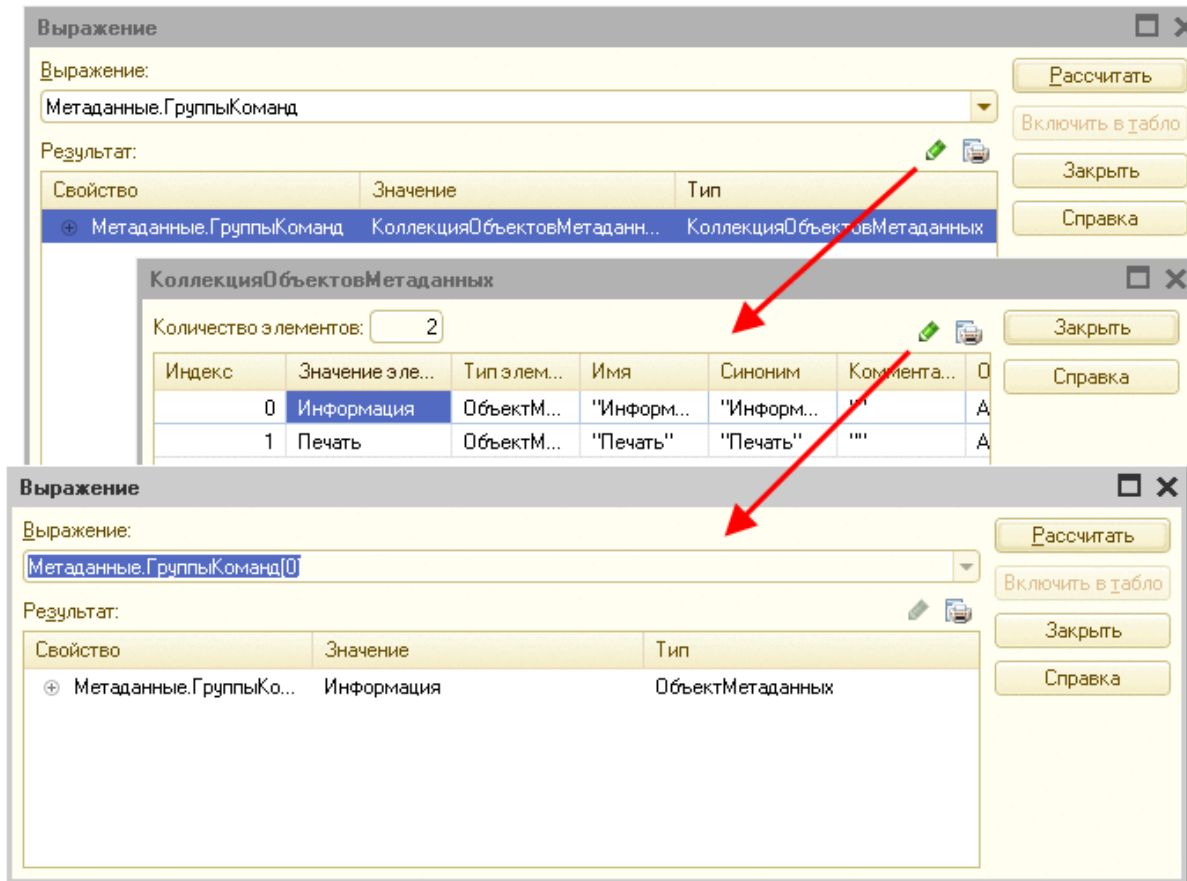 Выражение
Выражение:
Рассчитать
Метаданные.ГруппыКоманд
Включить в табло
Результат:
Закрыть
Свойство Значение Тип
Справка
Метаданные.ГруппыКоманд КоллекцияОбъектовМетаданн... КоллекцияОбъектовМетаданных
КоллекцияОбъектовМетаданных
Количество элементов: 2
Закрыть
Индекс Значение эле... Тип элем... Имя Синоним Коммента... О
Справка
0 Информация ОбъектМ... "Информ... "Информ... "" А
1 Печать ОбъектМ... "Печать" "Печать" "" А
Выражение
Выражение:
Рассчитать
Метаданные.ГруппыКоманд[0]
Включить в табло
Результат:
Закрыть
Свойство Значение Тип
Справка
Метаданные.ГруппыКо... Информация ОбъектМетаданных